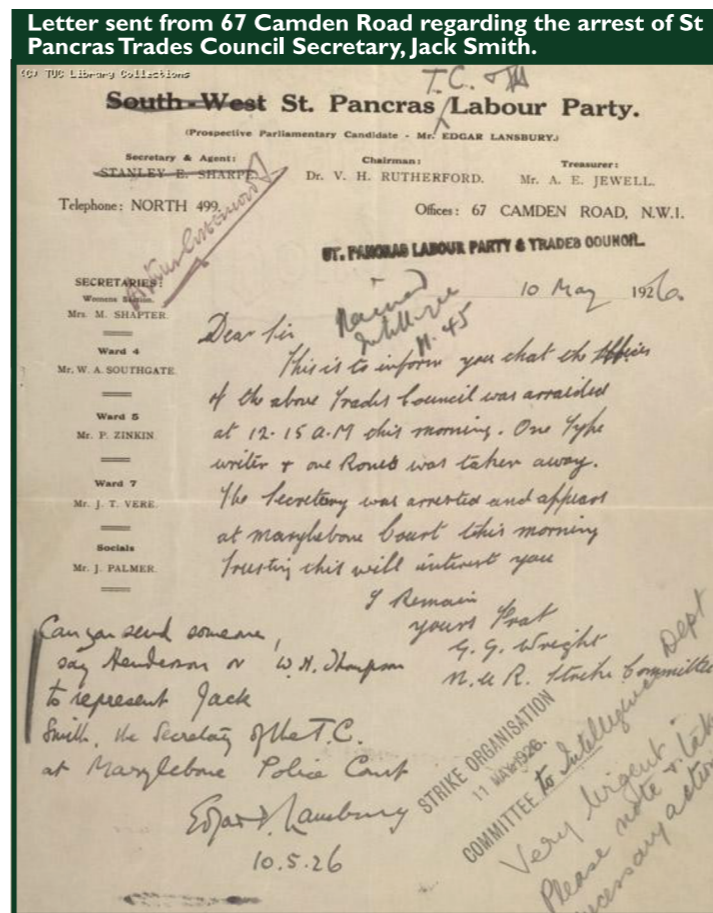 Letter sent from 67 Camden Road regarding the arrest of St
Pancras Trades Council Secretary, Jack Smith.
(C) TUC Library Collections
T.C. &
South-West St. Pancras Labour Party.
(Prospective Parliamentary Candidate - Mr. EDGAR LANSBURY.)
Secretary & Agent:
STANLEY E. SHARPE.
Chairman:
Dr. V. H. RUTHERFORD.
Treasurer:
Mr. A. E. JEWELL.
Telephone: NORTH 499.
Offices: 67 CAMDEN ROAD, N.W.1.
ST. PANCRAS LABOUR PARTY & TRADES COUNCIL.
SECRETARIES:
Womens Section.
Mrs. M. SHAPTER.
Ward 4
Mr. W. A. SOUTHGATE.
Ward 5
Mr. P. ZINKIN.
Ward 7
Mr. J. T. VERE.
Socials
Mr. J. PALMER.
10 May 1926.
Intelligence
45
Dear Sir
This is to inform you that the Offices
of the above Trades Council was arraided
at 12-15 A.M this morning. One Type
writer & one Roneo was taken away.
The Secretary was arrested and appears
at Marylebone Court this morning
Trusting this will interest you
I Remain
yours Frat
G. G. Wright
N.U.R. Strike Committee
Can you send someone,
say Henderson or W. H. Thompson
to represent Jack
Smith, the Secretary of the T.C.
at Marylebone Police Court
Edgar Lansbury
10.5.26
STRIKE ORGANISATION
11 MAY 1926.
COMMITTEE
to Intelligence Dept
Very Urgent
Please note & take
necessary action